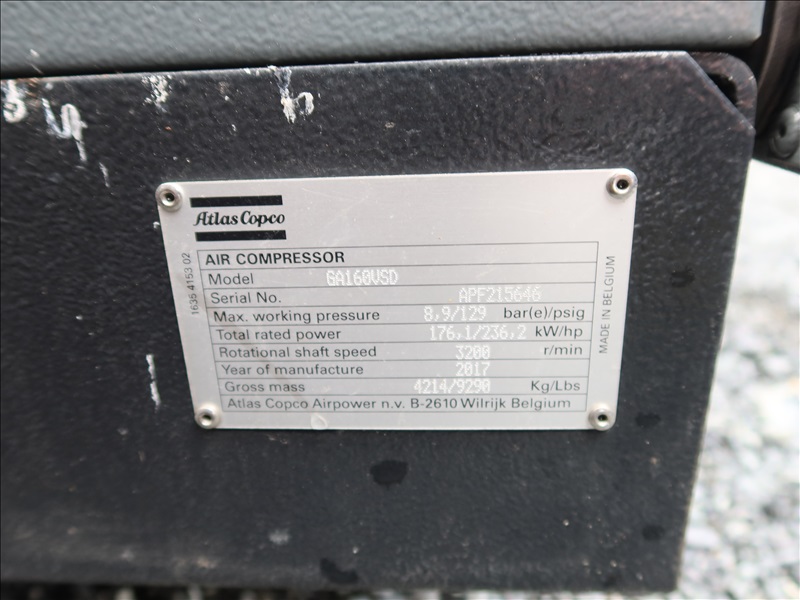 Atlas Copco
AIR COMPRESSOR
Model GA160VSD
Serial No. APF215646
Max. working pressure 8,9/129 bar(e)/psig
Total rated power 176,1/236,2 kW/hp
Rotational shaft speed 3200 r/min
Year of manufacture 2017
Gross mass 4214/9290 Kg/Lbs
Atlas Copco Airpower n.v. B-2610 Wilrijk Belgium
1635 4153 02
MADE IN BELGIUM